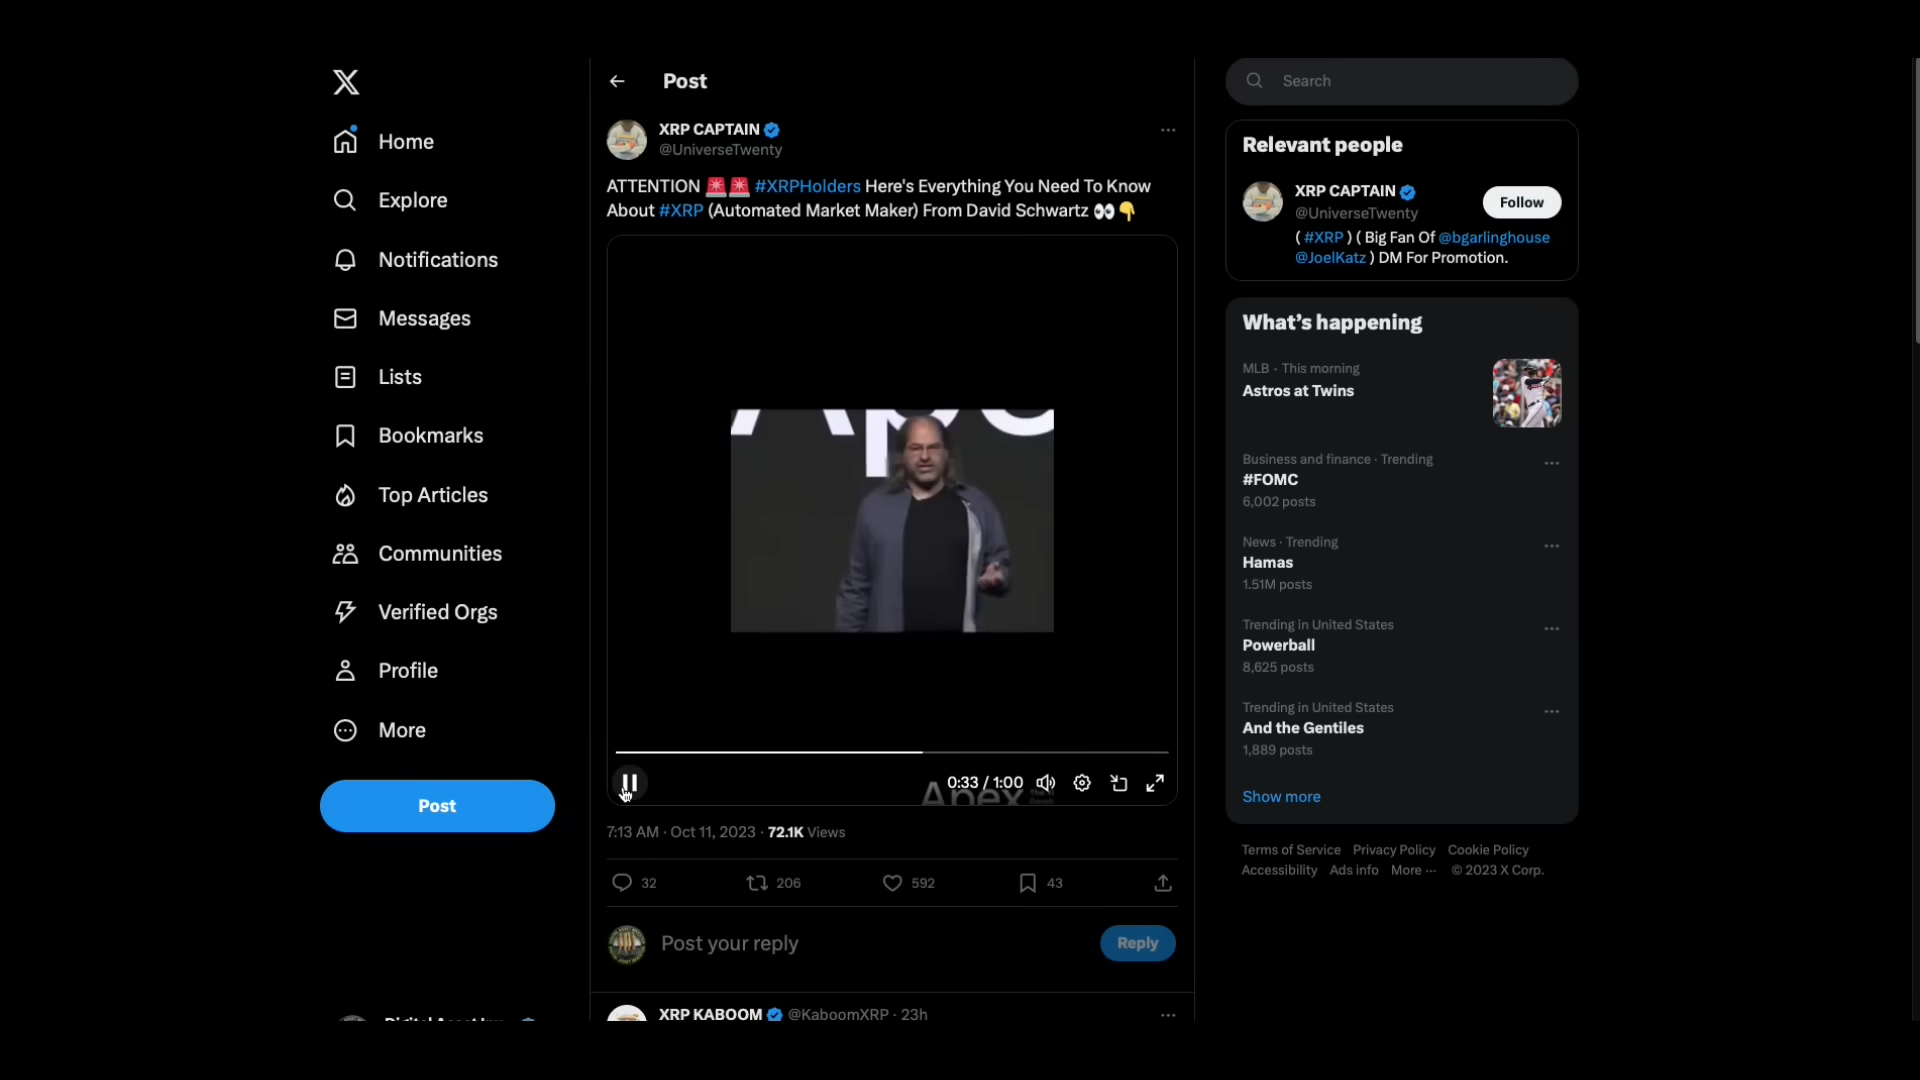 Home
Explore
Notifications
Messages
Lists
Bookmarks
Top Articles
Communities
Verified Orgs
Profile
More
Post
Post
XRP CAPTAIN
@UniverseTwenty
ATTENTION 🚨🚨 #XRPHolders Here's Everything You Need To Know
About #XRP (Automated Market Maker) From David Schwartz 👀👇
0:33 / 1:00
Apex
7:13 AM · Oct 11, 2023 · 72.1K Views
32 206 592 43
Post your reply
Reply
XRP KABOOM @KaboomXRP · 23h
Search
Relevant people
XRP CAPTAIN
@UniverseTwenty
Follow
( #XRP ) ( Big Fan Of @bgarlinghouse
@JoelKatz ) DM For Promotion.
What's happening
MLB · This morning
Astros at Twins
Business and finance · Trending
#FOMC
6,002 posts
News · Trending
Hamas
1.51M posts
Trending in United States
Powerball
8,625 posts
Trending in United States
And the Gentiles
1,889 posts
Show more
Terms of Service Privacy Policy Cookie Policy
Accessibility Ads info More ··· © 2023 X Corp.